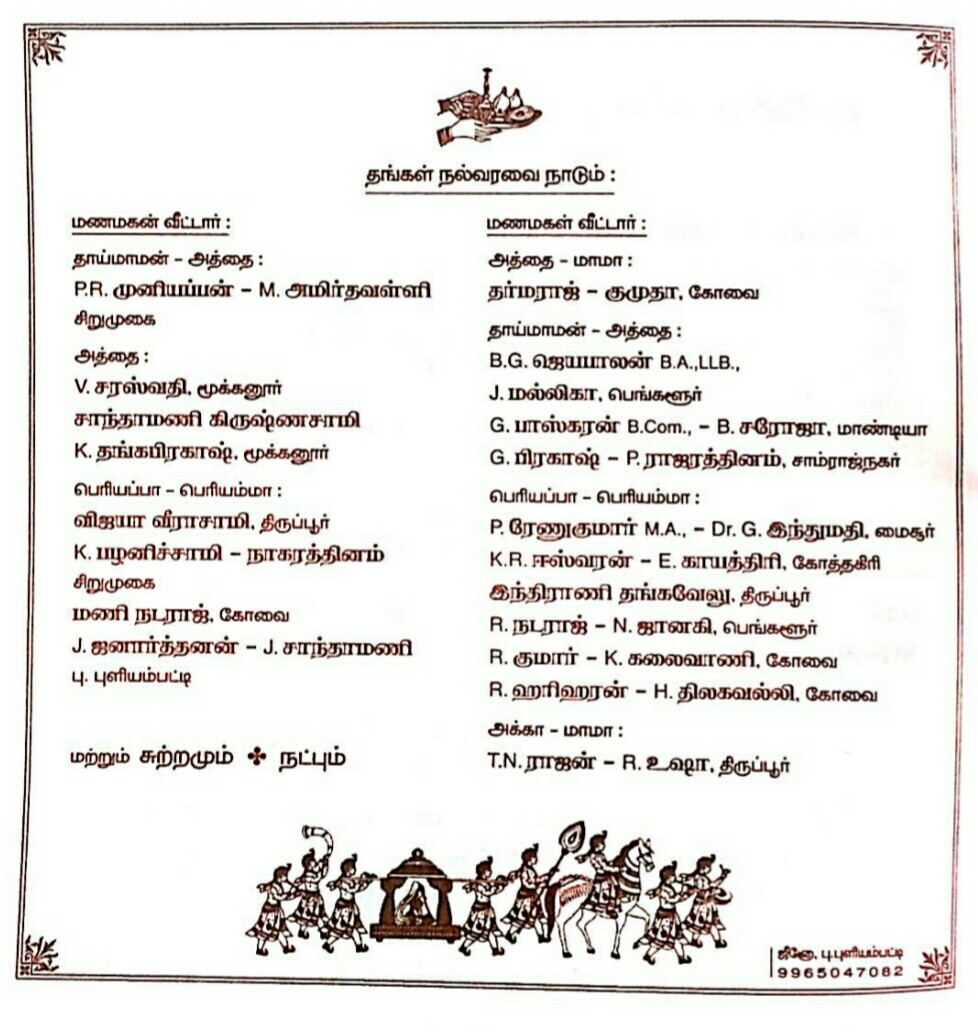 தங்கள் நல்வரவை நாடும் :
மணமகன் வீட்டார் :
தாய்மாமன் – அத்தை :
P.R. முனியப்பன் – M. அமிர்தவள்ளி
சிறுமுகை
அத்தை :
V. சரஸ்வதி, மூக்கனூர்
சாந்தாமணி கிருஷ்ணசாமி
K. தங்கபிரகாஷ், மூக்கனூர்
பெரியப்பா – பெரியம்மா :
விஜயா வீராசாமி, திருப்பூர்
K. பழனிச்சாமி – நாகரத்தினம்
சிறுமுகை
மணி நடராஜ், கோவை
J. ஜனார்த்தனன் – J. சாந்தாமணி
பு. புளியம்பட்டி
மற்றும் சுற்றமும் ✤ நட்பும்
மணமகள் வீட்டார் :
அத்தை – மாமா :
தர்மராஜ் – குமுதா, கோவை
தாய்மாமன் – அத்தை :
B.G. ஜெயபாலன் B.A.,LLB.,
J. மல்லிகா, பெங்களூர்
G. பாஸ்கரன் B.Com., – B. சரோஜா, மாண்டியா
G. பிரகாஷ் – P. ராஜரத்தினம், சாம்ராஜ்நகர்
பெரியப்பா – பெரியம்மா :
P. ரேணுகுமார் M.A., – Dr. G. இந்துமதி, மைசூர்
K.R. ஈஸ்வரன் – E. காயத்திரி, கோத்தகிரி
இந்திராணி தங்கவேலு, திருப்பூர்
R. நடராஜ் – N. ஜானகி, பெங்களூர்
R. குமார் – K. கலைவாணி, கோவை
R. ஹரிஹரன் – H. திலகவல்லி, கோவை
அக்கா – மாமா :
T.N. ராஜன் – R. உஷா, திருப்பூர்
ஜீனோ, பு.புளியம்பட்டி
9965047082